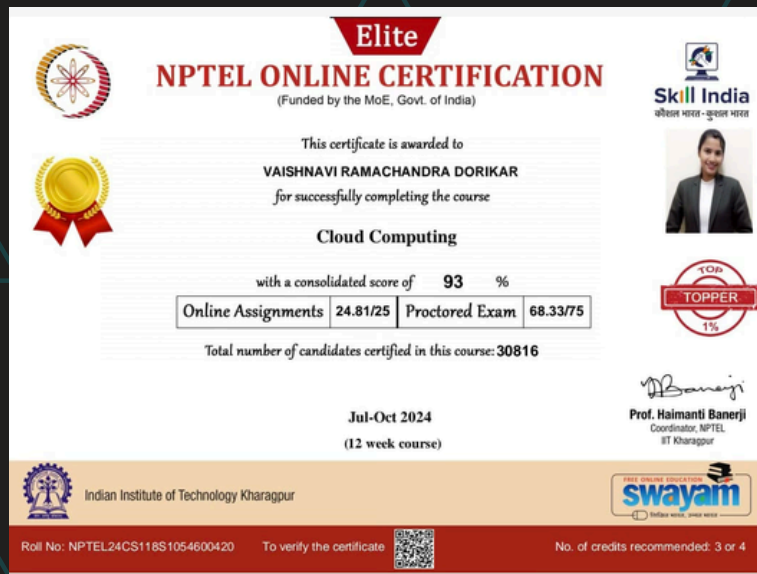 Elite
NPTEL ONLINE CERTIFICATION
(Funded by the MoE, Govt. of India)
Skill India
कौशल भारत - कुशल भारत
This certificate is awarded to
VAISHNAVI RAMACHANDRA DORIKAR
for successfully completing the course
Cloud Computing
with a consolidated score of 93 %
Online Assignments 24.81/25 Proctored Exam 68.33/75
Total number of candidates certified in this course: 30816
TOP
TOPPER
1%
Jul-Oct 2024
(12 week course)
Prof. Haimanti Banerji
Coordinator, NPTEL
IIT Kharagpur
Indian Institute of Technology Kharagpur
FREE ONLINE EDUCATION
swayam
शिक्षित भारत, उन्नत भारत
Roll No: NPTEL24CS118S1054600420 To verify the certificate No. of credits recommended: 3 or 4